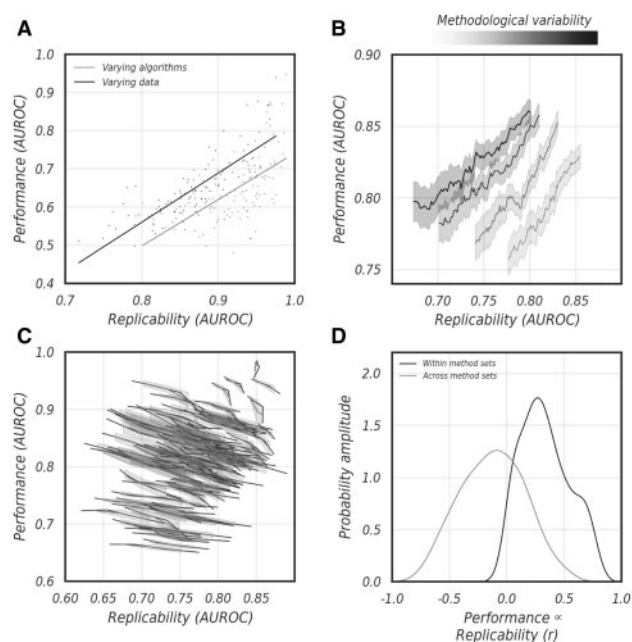 A
Varying algorithms
Varying data
1.0
0.9
0.8
0.7
0.6
0.5
0.4
0.7
0.8
0.9
1.0
Performance (AUROC)
Replicability (AUROC)
B
Methodological variability
0.90
0.85
0.80
0.75
0.70
0.75
0.80
0.85
Performance (AUROC)
Replicability (AUROC)
C
1.0
0.9
0.8
0.7
0.6
0.60
0.65
0.70
0.75
0.80
0.85
Performance (AUROC)
Replicability (AUROC)
D
Within method sets
Across method sets
2.0
1.5
1.0
0.5
0.0
-1.0
-0.5
0.0
0.5
1.0
Probability amplitude
Performance ∝
Replicability (r)